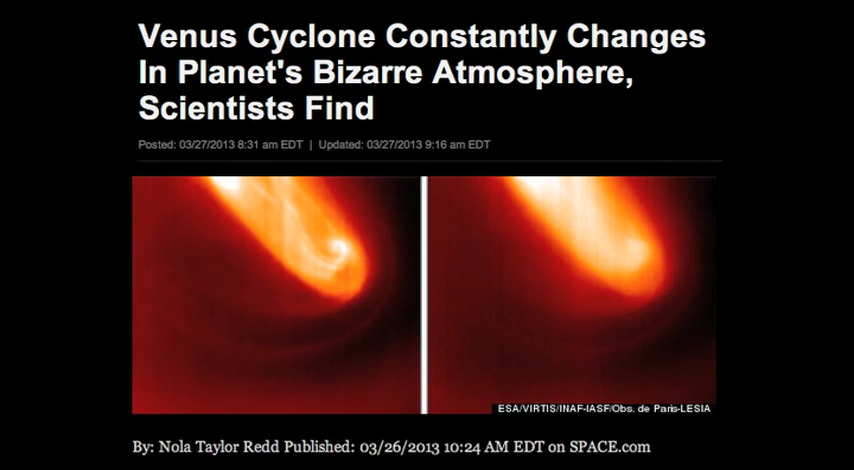 Venus Cyclone Constantly Changes
In Planet's Bizarre Atmosphere,
Scientists Find
Posted: 03/27/2013 8:31 am EDT | Updated: 03/27/2013 9:16 am EDT
ESA/VIRTIS/INAF-IASF/Obs. de Paris-LESIA
By: Nola Taylor Redd Published: 03/26/2013 10:24 AM EDT on SPACE.com